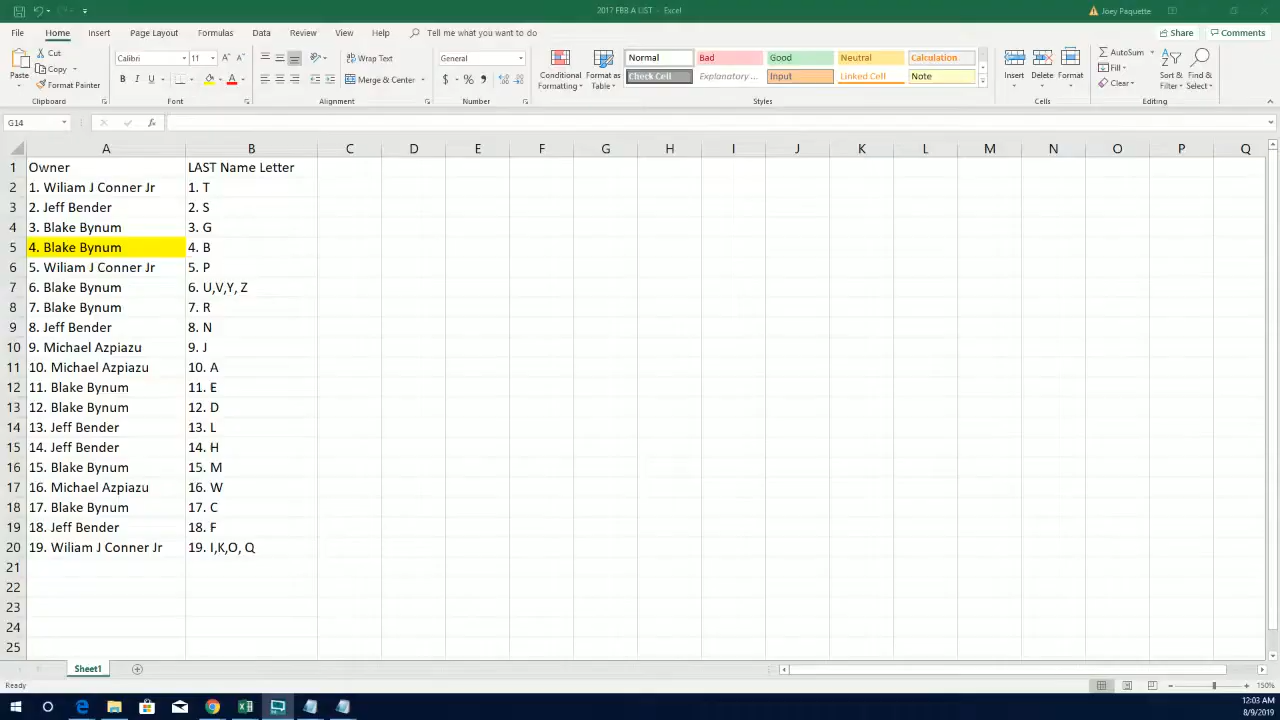 2017 FBB A LIST - Excel
Joey Paquette
File Home Insert Page Layout Formulas Data Review View Help Tell me what you want to do
Share Comments
Paste
Cut
Copy
Format Painter
Clipboard
Calibri 11
B I U
Font
Wrap Text
Merge & Center
Alignment
General
$ % ,
Number
Conditional Formatting
Format as Table
Normal Bad Good Neutral Calculation
Check Cell Explanatory ... Input Linked Cell Note
Styles
Insert Delete Format
Cells
AutoSum
Fill
Clear
Sort & Filter
Find & Select
Editing
G14
fx
A B C D E F G H I J K L M N O P Q
1 Owner LAST Name Letter
2 1. Wiliam J Conner Jr 1. T
3 2. Jeff Bender 2. S
4 3. Blake Bynum 3. G
5 4. Blake Bynum 4. B
6 5. Wiliam J Conner Jr 5. P
7 6. Blake Bynum 6. U,V,Y, Z
8 7. Blake Bynum 7. R
9 8. Jeff Bender 8. N
10 9. Michael Azpiazu 9. J
11 10. Michael Azpiazu 10. A
12 11. Blake Bynum 11. E
13 12. Blake Bynum 12. D
14 13. Jeff Bender 13. L
15 14. Jeff Bender 14. H
16 15. Blake Bynum 15. M
17 16. Michael Azpiazu 16. W
18 17. Blake Bynum 17. C
19 18. Jeff Bender 18. F
20 19. Wiliam J Conner Jr 19. I,K,O, Q
21
22
23
24
25
Sheet1
Ready
150%
12:03 AM
8/9/2019